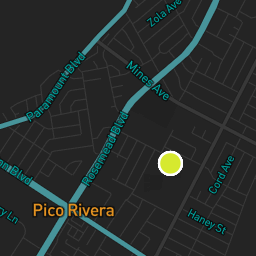 Zola Ave
Paramount Blvd
Mines Ave
Rosemead Blvd
Cord Ave
Blvd
Pico Rivera
Ln
Haney St